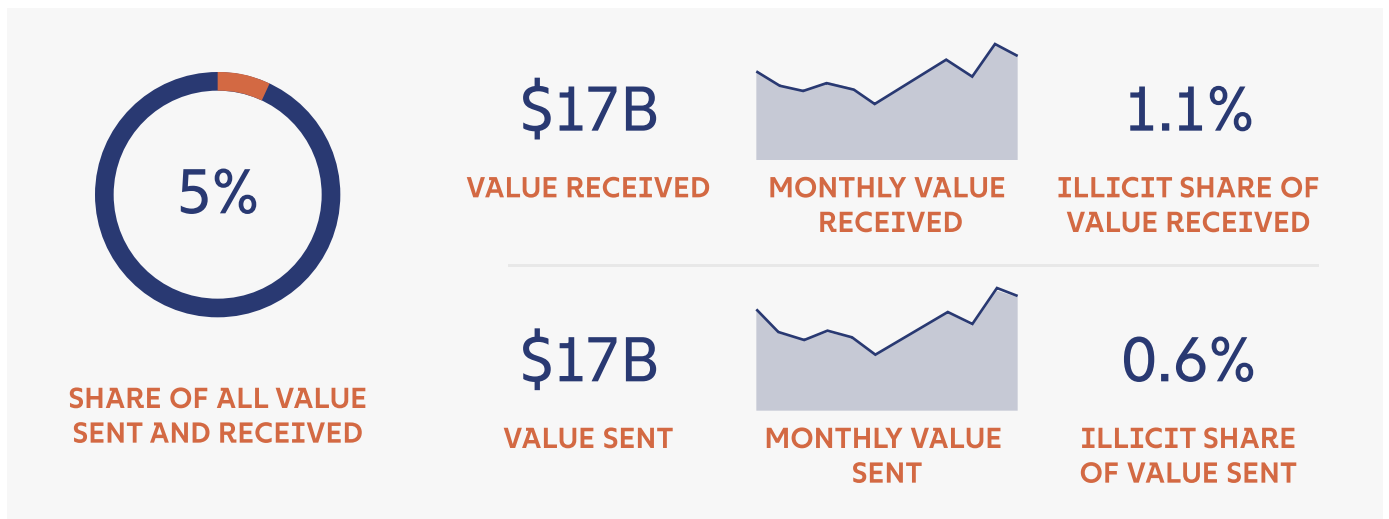 5%
SHARE OF ALL VALUE
SENT AND RECEIVED
$17B
VALUE RECEIVED
MONTHLY VALUE
RECEIVED
1.1%
ILLICIT SHARE OF
VALUE RECEIVED
$17B
VALUE SENT
MONTHLY VALUE
SENT
0.6%
ILLICIT SHARE
OF VALUE SENT